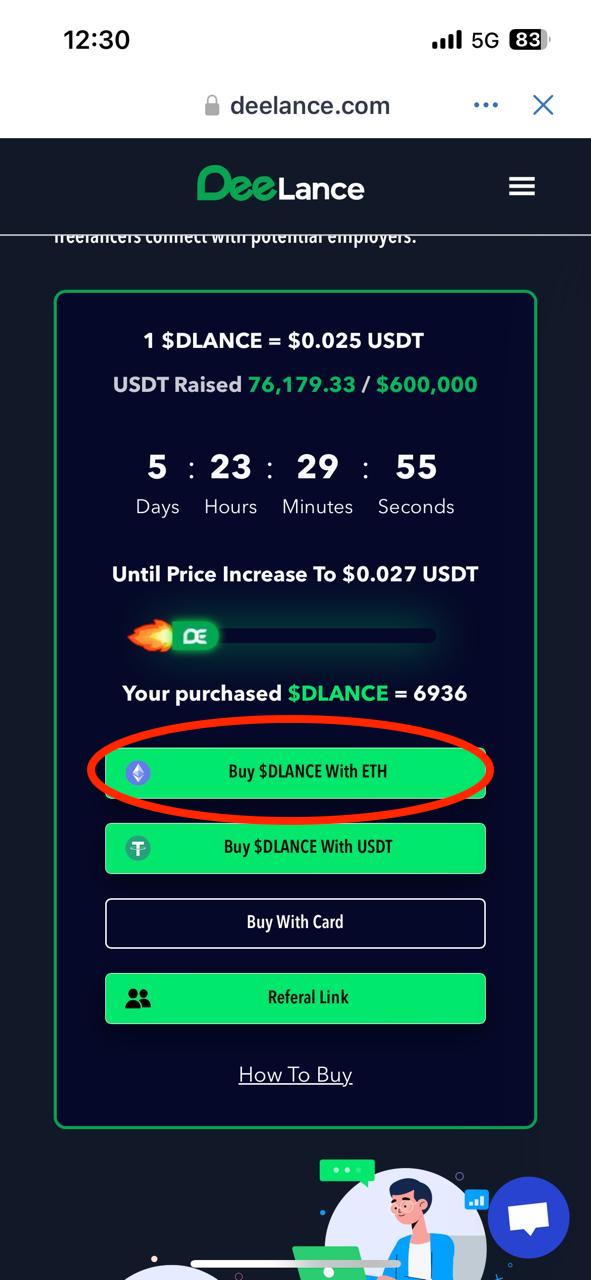 12:30
5G 83
deelance.com
DeeLance
freelancers connect with potential employers.
1 $DLANCE = $0.025 USDT
USDT Raised 76,179.33 / $600,000
5 : 23 : 29 : 55
Days Hours Minutes Seconds
Until Price Increase To $0.027 USDT
DE
Your purchased $DLANCE = 6936
Buy $DLANCE With ETH
Buy $DLANCE With USDT
Buy With Card
Referal Link
How To Buy